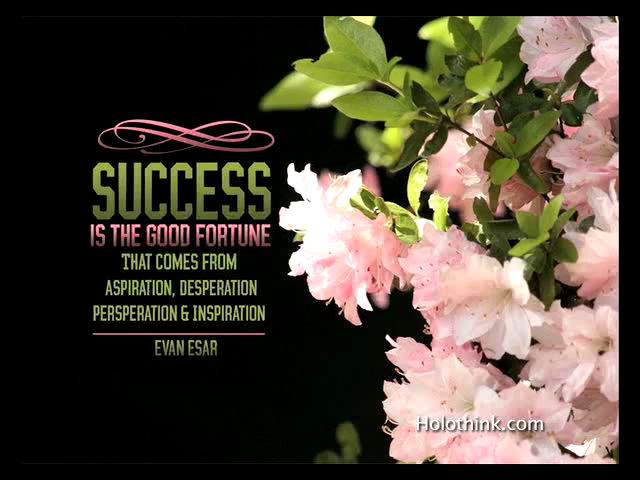 SUCCESS
IS THE GOOD FORTUNE
THAT COMES FROM
ASPIRATION, DESPERATION
PERSPERATION & INSPIRATION
EVAN ESAR
Holothink.com